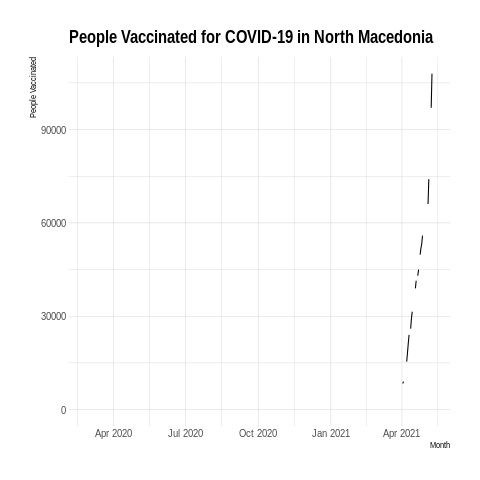 People Vaccinated for COVID-19 in North Macedonia
People Vaccinated
90000
60000
30000
0
Apr 2020 Jul 2020 Oct 2020 Jan 2021 Apr 2021
Month